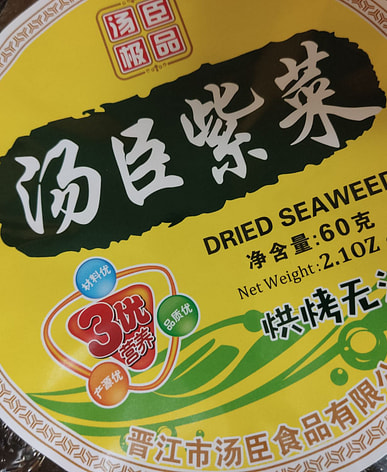 汤臣
极品
汤臣紫菜
DRIED SEAWEED
净含量:60克
Net Weight:2.1OZ
材料优
3优
营养
品质优
产源优
烘烤无
晋江市汤臣食品有限